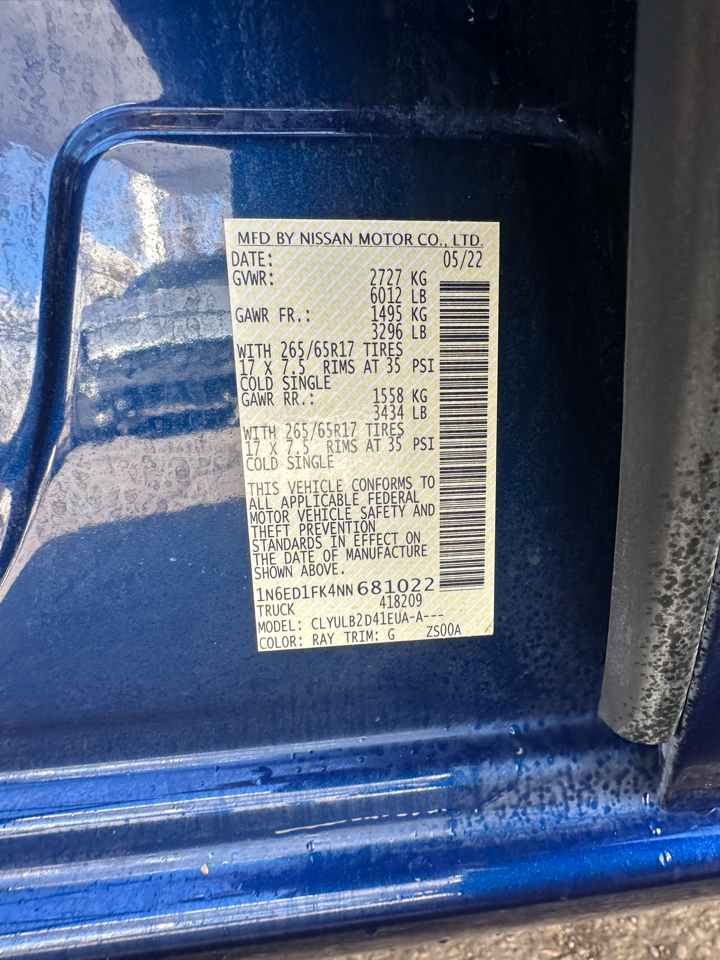 MFD BY NISSAN MOTOR CO., LTD.
DATE: 05/22
GVWR: 2727 KG
6012 LB
GAWR FR.: 1495 KG
3296 LB
WITH 265/65R17 TIRES
17 X 7.5 RIMS AT 35 PSI
COLD SINGLE
GAWR RR.: 1558 KG
3434 LB
WITH 265/65R17 TIRES
17 X 7.5 RIMS AT 35 PSI
COLD SINGLE
THIS VEHICLE CONFORMS TO
ALL APPLICABLE FEDERAL
MOTOR VEHICLE SAFETY AND
THEFT PREVENTION
STANDARDS IN EFFECT ON
THE DATE OF MANUFACTURE
SHOWN ABOVE.
1N6ED1FK4NN681022
TRUCK 418209
MODEL: CLYULB2D41EUA-A---
COLOR: RAY TRIM: G ZS00A